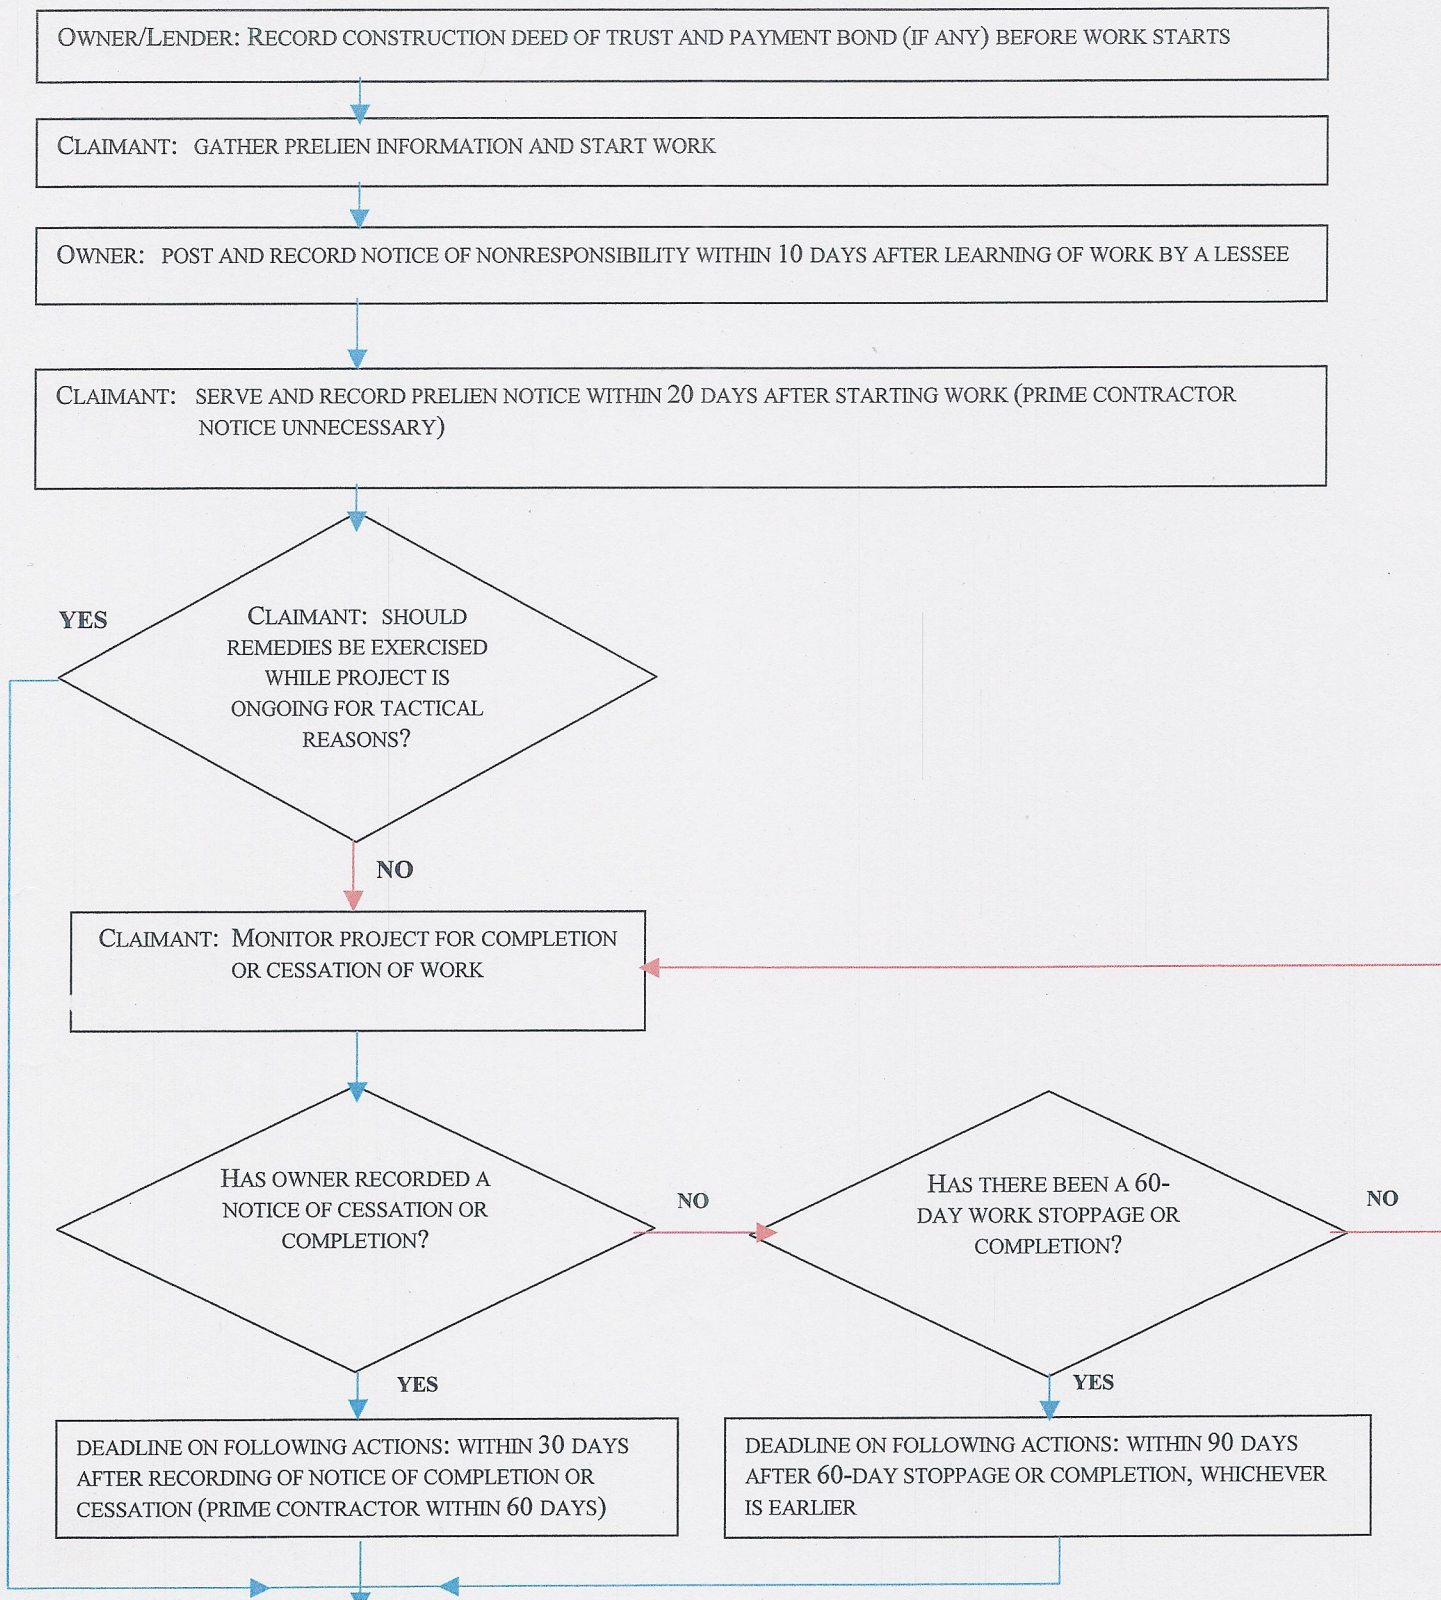 OWNER/LENDER: RECORD CONSTRUCTION DEED OF TRUST AND PAYMENT BOND (IF ANY) BEFORE WORK STARTS
CLAIMANT: GATHER PRELIEN INFORMATION AND START WORK
OWNER: POST AND RECORD NOTICE OF NONRESPONSIBILITY WITHIN 10 DAYS AFTER LEARNING OF WORK BY A LESSEE
CLAIMANT: SERVE AND RECORD PRELIEN NOTICE WITHIN 20 DAYS AFTER STARTING WORK (PRIME CONTRACTOR
NOTICE UNNECESSARY)
YES
CLAIMANT: SHOULD
REMEDIES BE EXERCISED
WHILE PROJECT IS
ONGOING FOR TACTICAL
REASONS?
NO
CLAIMANT: MONITOR PROJECT FOR COMPLETION
OR CESSATION OF WORK
HAS OWNER RECORDED A
NOTICE OF CESSATION OR
COMPLETION?
NO
HAS THERE BEEN A 60-
DAY WORK STOPPAGE OR
COMPLETION?
NO
YES
YES
DEADLINE ON FOLLOWING ACTIONS: WITHIN 30 DAYS
AFTER RECORDING OF NOTICE OF COMPLETION OR
CESSATION (PRIME CONTRACTOR WITHIN 60 DAYS)
DEADLINE ON FOLLOWING ACTIONS: WITHIN 90 DAYS
AFTER 60-DAY STOPPAGE OR COMPLETION, WHICHEVER
IS EARLIER